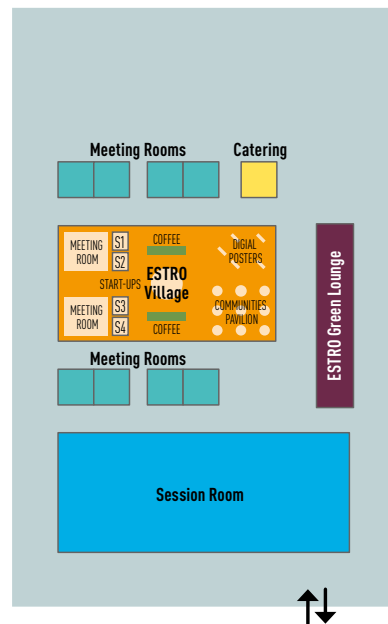 Meeting Rooms
Catering
MEETING
ROOM
S1
S2
COFFEE
DIGIAL
POSTERS
START-UPS
ESTRO
Village
MEETING
ROOM
S3
S4
COFFEE
COMMUNITIES
PAVILION
ESTRO Green Lounge
Meeting Rooms
Session Room